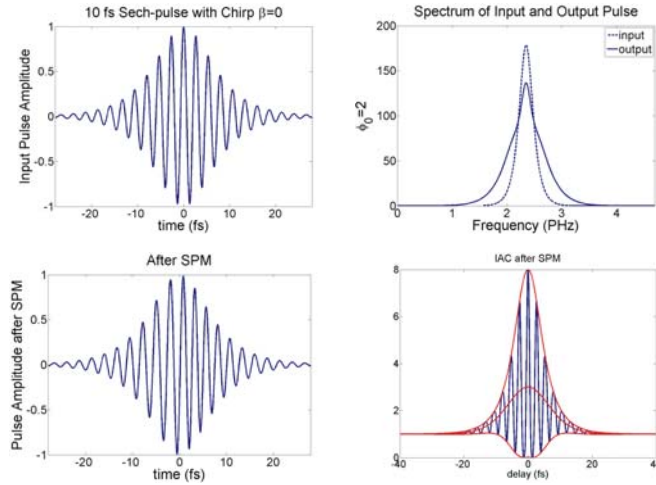 10 fs Sech-pulse with Chirp β=0
Input Pulse Amplitude
1
0.5
0
-0.5
-1
-20 -10 0 10 20
time (fs)
Spectrum of Input and Output Pulse
input
output
ϕ0=2
200
150
100
50
0
0 1 2 3 4
Frequency (PHz)
After SPM
Pulse Amplitude after SPM
1
0.5
0
-0.5
-1
-20 -10 0 10 20
time (fs)
IAC after SPM
8
6
4
2
0
-40 -20 0 20 40
delay (fs)